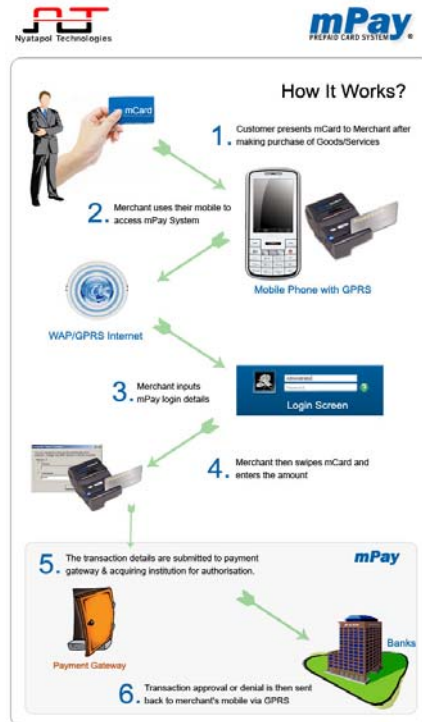 Nyatapol Technologies
mPay
PREPAID CARD SYSTEM
How It Works?
mCard
1. Customer presents mCard to Merchant after
making purchase of Goods/Services
2. Merchant uses their mobile to
access mPay System
Mobile Phone with GPRS
WAP/GPRS Internet
3. Merchant inputs
mPay login details
Login Screen
4. Merchant then swipes mCard and
enters the amount
5. The transaction details are submitted to payment
gateway & acquiring institution for authorisation.
mPay
Payment Gateway
Banks
6. Transaction approval or denial is then sent
back to merchant's mobile via GPRS